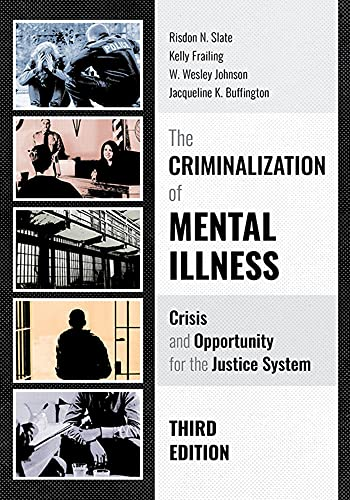 Risdon N. Slate
Kelly Frailing
W. Wesley Johnson
Jacqueline K. Buffington
The
CRIMINALIZATION
of
MENTAL
ILLNESS
Crisis
and Opportunity
for the Justice System
THIRD
EDITION